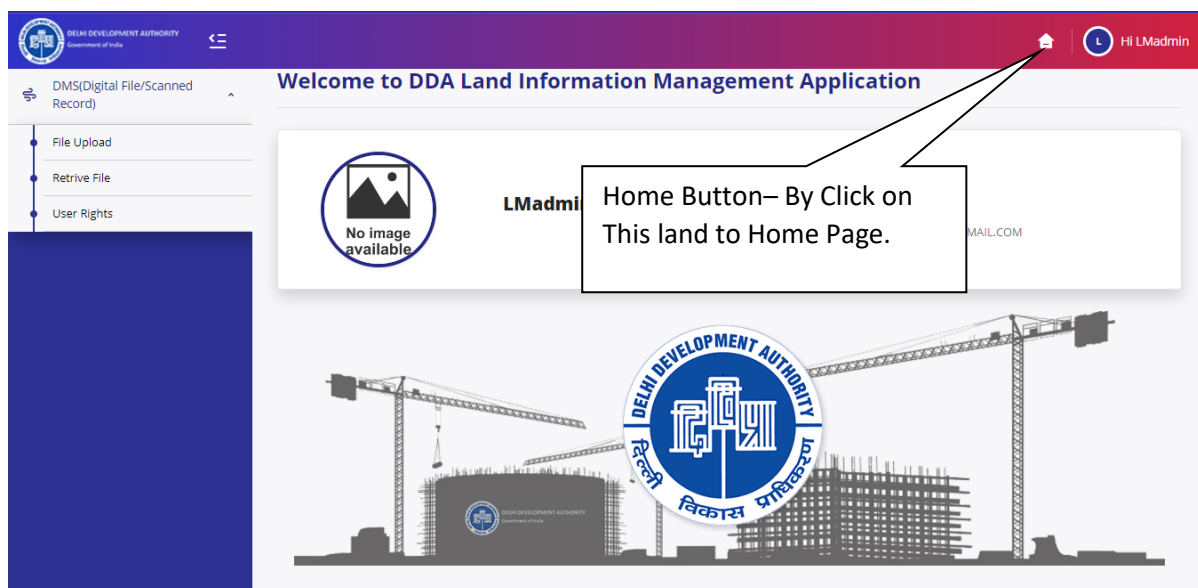 DELHI DEVELOPMENT AUTHORITY
Government of India
L
Hi LMadmin
DMS(Digital File/Scanned
Record)
File Upload
Retrive File
User Rights
Welcome to DDA Land Information Management Application
No image
available
LMadmi
MAIL.COM
Home Button– By Click on
This land to Home Page.
DELHI DEVELOPMENT AUTHORITY
दिल्ली विकास प्राधिकरण
DELHI DEVELOPMENT AUTHORITY
Government of India